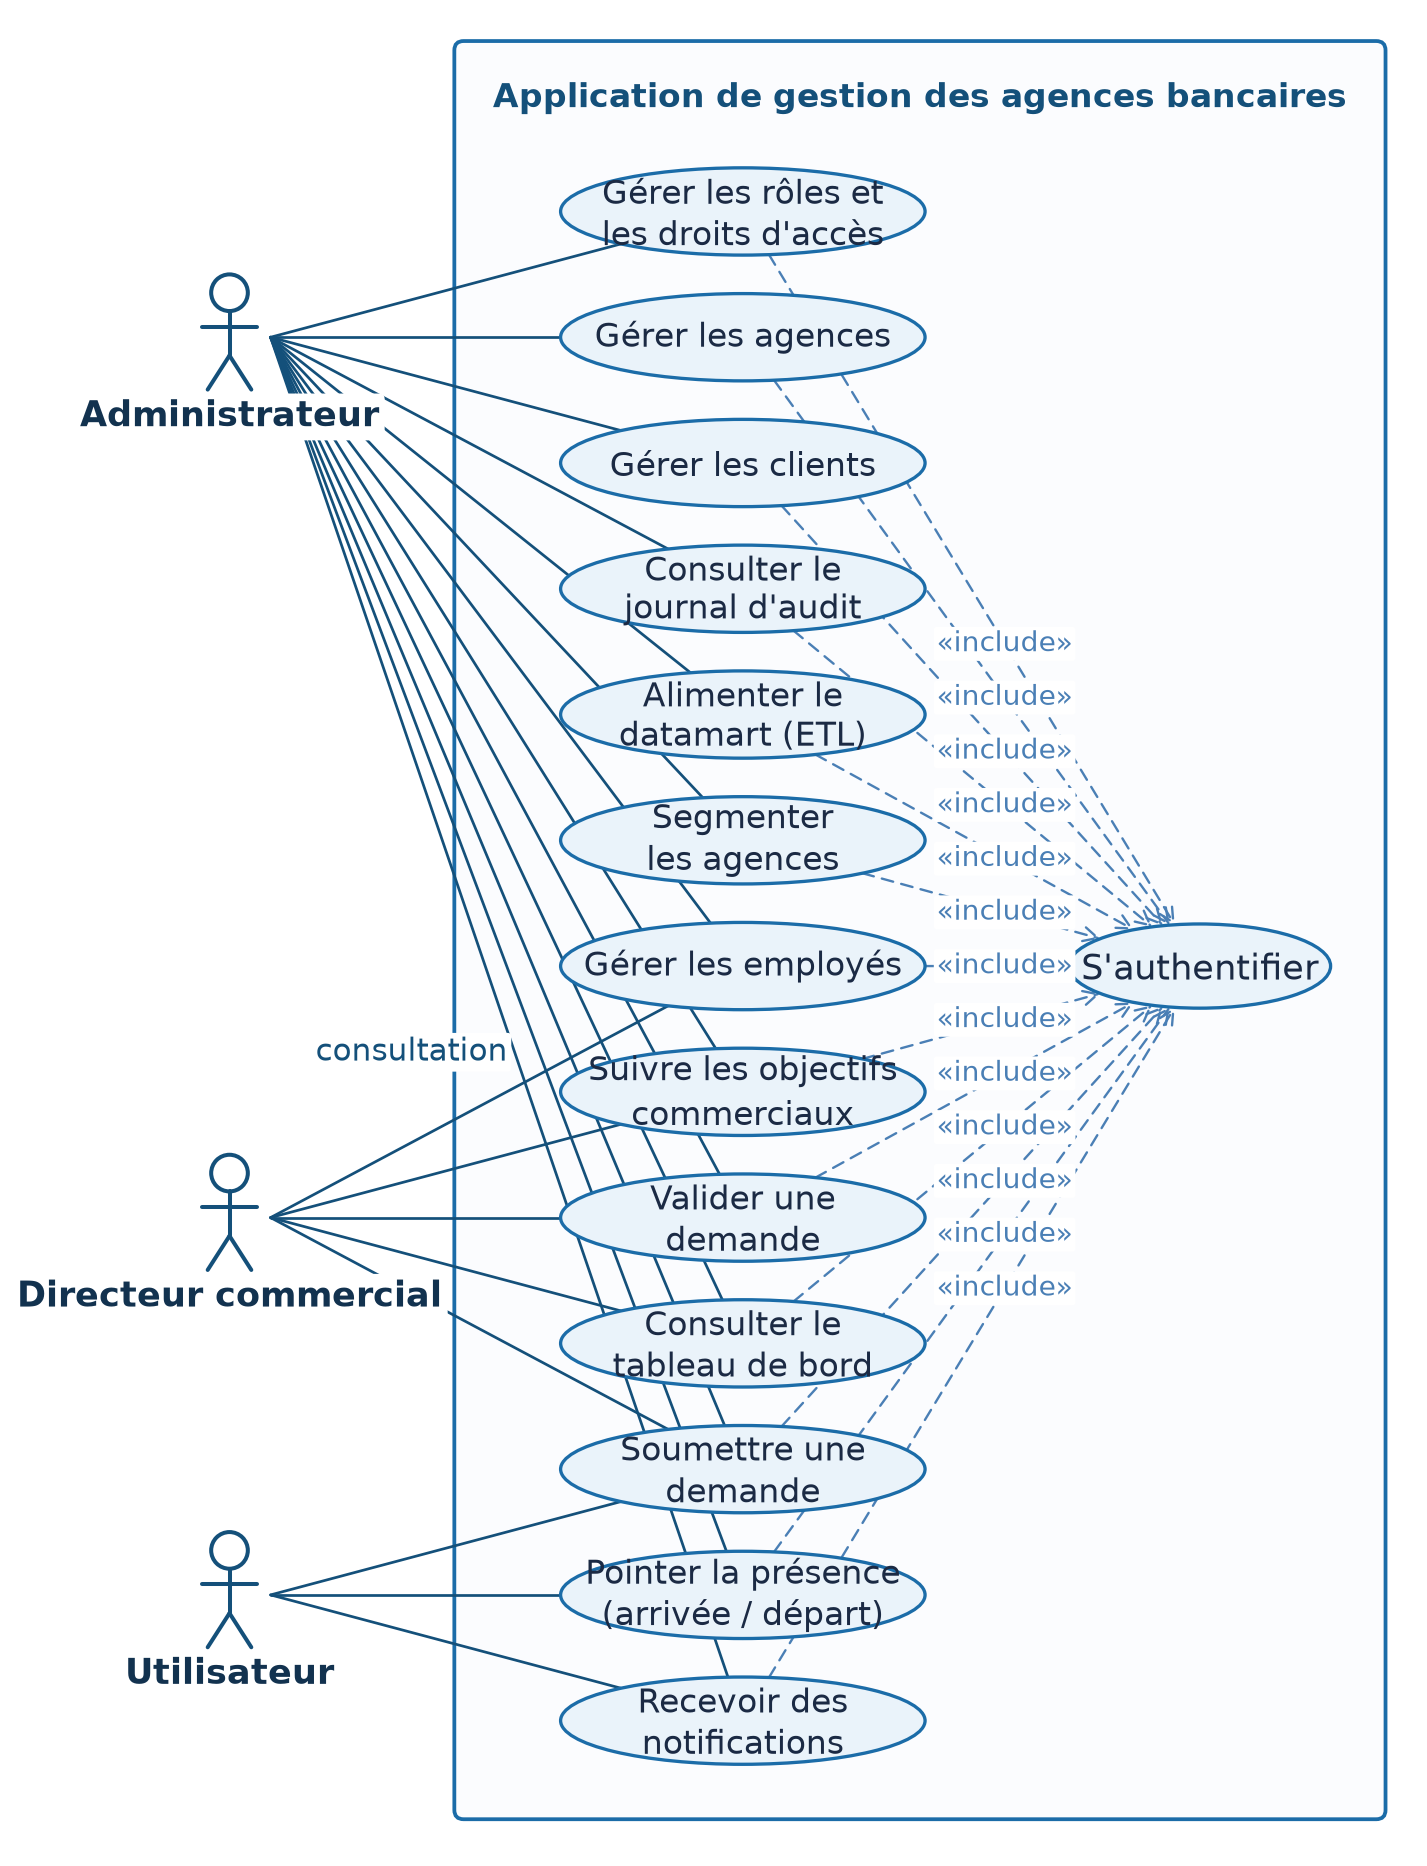 Application de gestion des agences bancaires
Gérer les rôles et
les droits d'accès
Gérer les agences
Administrateur
Gérer les clients
Consulter le
journal d'audit
«include»
Alimenter le
datamart (ETL)
«include»
«include»
«include»
Segmenter
les agences
«include»
«include»
Gérer les employés
«include»
S'authentifier
«include»
consultation
Suivre les objectifs
commerciaux
«include»
«include»
«include»
Valider une
demande
«include»
«include»
Directeur commercial
Consulter le
tableau de bord
Soumettre une
demande
Pointer la présence
(arrivée / départ)
Utilisateur
Recevoir des
notifications